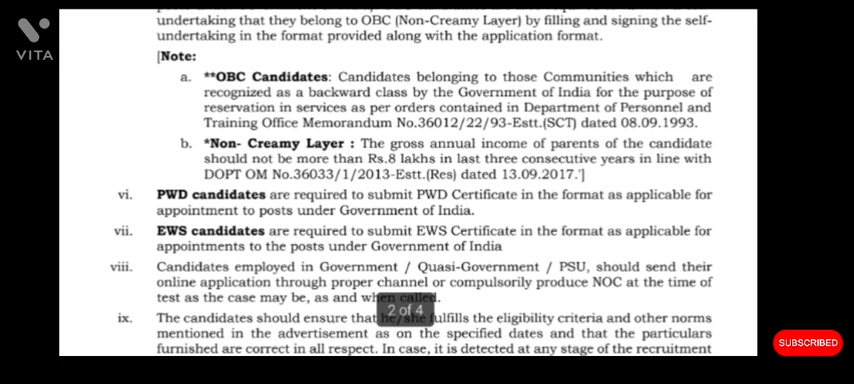 VITA
undertaking that they belong to OBC (Non-Creamy Layer) by filling and signing the self-
undertaking in the format provided along with the application format.
[Note:
a. **OBC Candidates: Candidates belonging to those Communities which are
recognized as a backward class by the Government of India for the purpose of
reservation in services as per orders contained in Department of Personnel and
Training Office Memorandum No.36012/22/93-Estt.(SCT) dated 08.09.1993.
b. *Non- Creamy Layer : The gross annual income of parents of the candidate
should not be more than Rs.8 lakhs in last three consecutive years in line with
DOPT OM No.36033/1/2013-Estt.(Res) dated 13.09.2017.']
vi. PWD candidates are required to submit PWD Certificate in the format as applicable for
appointment to posts under Government of India.
vii. EWS candidates are required to submit EWS Certificate in the format as applicable for
appointments to the posts under Government of India
viii. Candidates employed in Government / Quasi-Government / PSU, should send their
online application through proper channel or compulsorily produce NOC at the time of
test as the case may be, as and when called.
2 of 4
ix. The candidates should ensure that he/she fulfills the eligibility criteria and other norms
mentioned in the advertisement as on the specified dates and that the particulars
furnished are correct in all respect. In case, it is detected at any stage of the recruitment
SUBSCRIBED